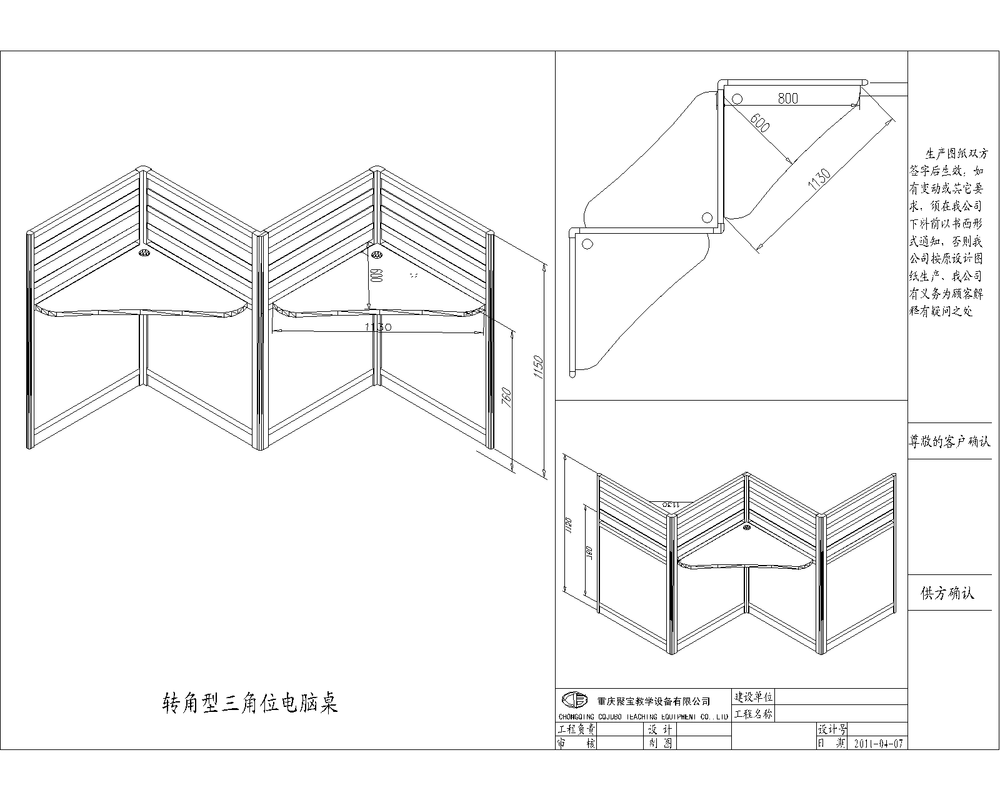 800
600
1130
600
1130
1150
760
生产图纸双方
签字后生效；如
有变动或其它要
求，须在我公司
下料前以书面形
式通知，否则我
公司按原设计图
纸生产、我公司
有义务为顾客解
释有疑问之处
尊敬的客户确认
供方确认
1130
1120
转角型三角位电脑桌
重庆聚宝教学设备有限公司
CHONGQING COJUBO TEACHING EQUIPMENT CO.,LTD
建设单位
工程名称
工程负责
设 计
设计号
审 核
制 图
日 期 2011-04-07